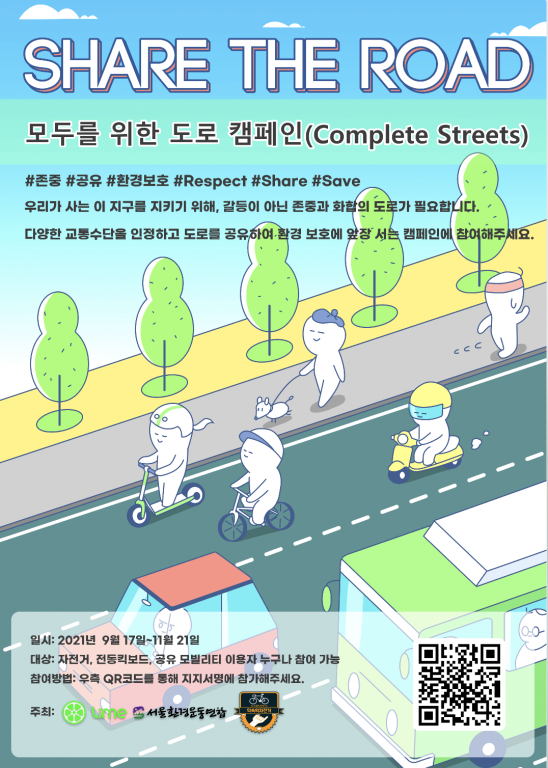 SHARE THE ROAD
모두를 위한 도로 캠페인(Complete Streets)
#존중 #공유 #환경보호 #Respect #Share #Save
우리가 사는 이 지구를 지키기 위해, 갈등이 아닌 존중과 화합의 도로가 필요합니다.
다양한 교통수단을 인정하고 도로를 공유하여 환경 보호에 앞장 서는 캠페인에 참여해주세요.
일시: 2021년 9월 17일~11월 21일
대상: 자전거, 전동킥보드, 공유 모빌리티 이용자 누구나 참여 가능
참여방법: 우측 QR코드를 통해 지지서명에 참가해주세요.
주최: Lime 서울환경운동연합